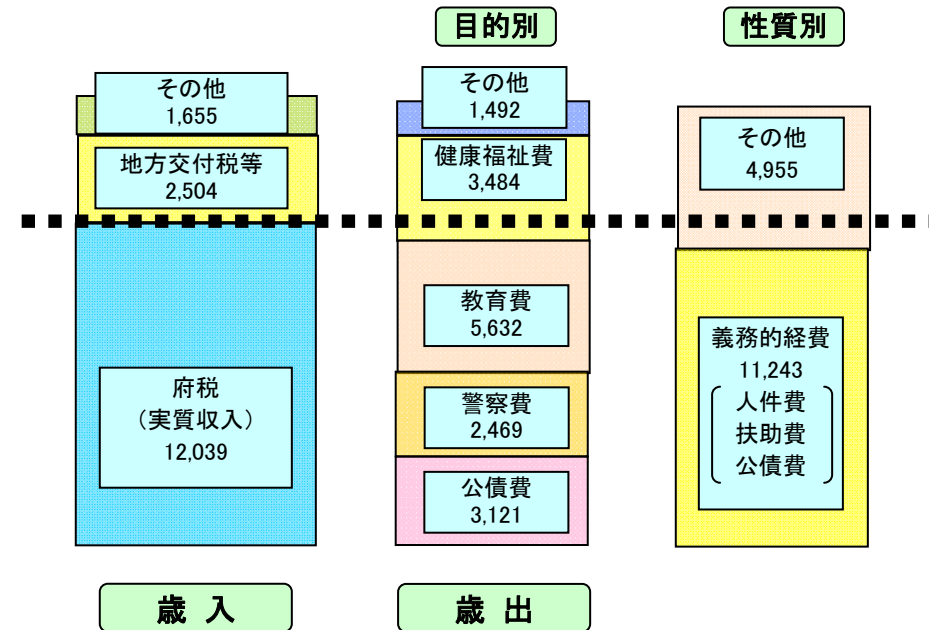 目的別
性質別
その他
1,655
地方交付税等
2,504
府税
（実質収入）
12,039
その他
1,492
健康福祉費
3,484
教育費
5,632
警察費
2,469
公債費
3,121
その他
4,955
義務的経費
11,243
人件費
扶助費
公債費
歳 入
歳 出